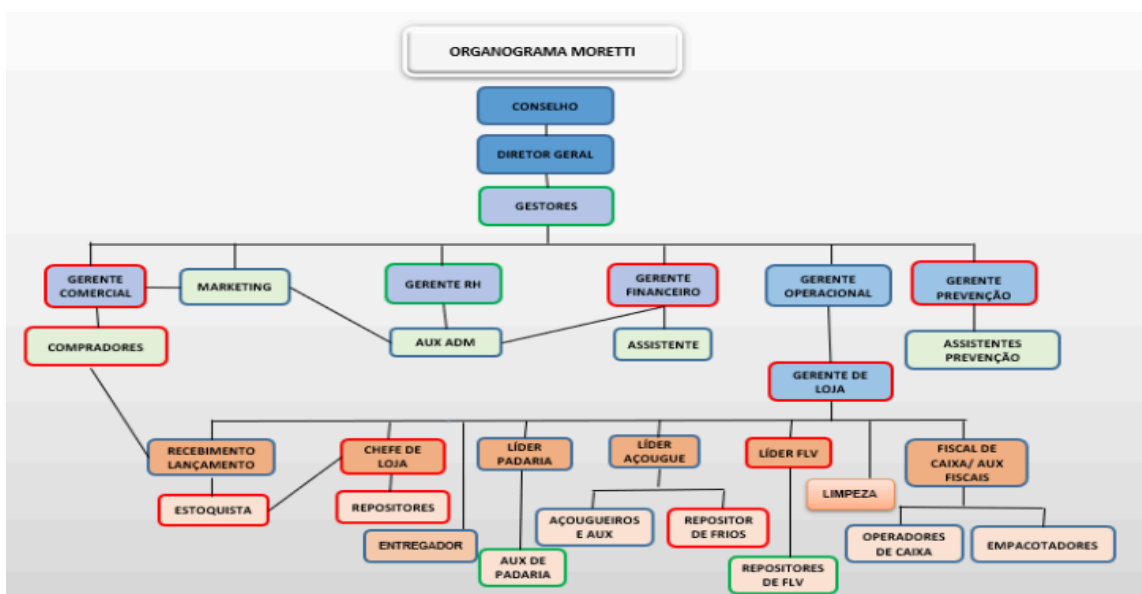 ORGANOGRAMA MORETTI
CONSELHO
DIRETOR GERAL
GESTORES
GERENTE
COMERCIAL
MARKETING
GERENTE RH
GERENTE
FINANCEIRO
GERENTE
OPERACIONAL
GERENTE
PREVENÇÃO
COMPRADORES
AUX ADM
ASSISTENTE
ASSISTENTES
PREVENÇÃO
GERENTE DE
LOJA
RECEBIMENTO
LANÇAMENTO
CHEFE DE
LOJA
LÍDER
PADARIA
LÍDER
AÇOUGUE
LÍDER FLV
FISCAL DE
CAIXA/ AUX
FISCAIS
LIMPEZA
ESTOQUISTA
REPOSITORES
AÇOUGUEIROS
E AUX
REPOSITOR
DE FRIOS
OPERADORES
DE CAIXA
EMPACOTADORES
ENTREGADOR
AUX DE
PADARIA
REPOSITORES
DE FLV